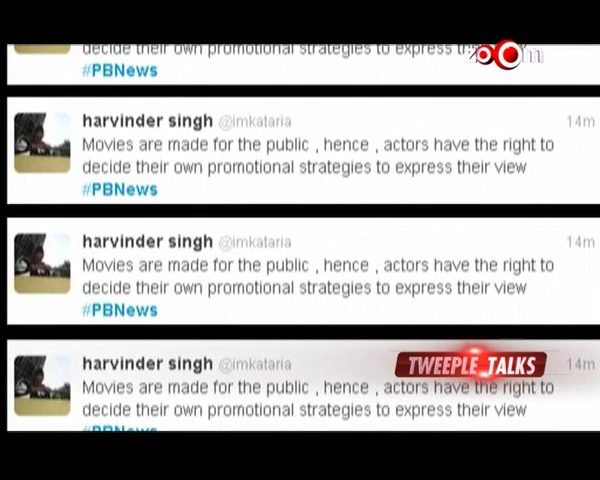 decide their own promotional strategies to express
zoom
#PBNews
harvinder singh @imkataria 14m
Movies are made for the public , hence , actors have the right to
decide their own promotional strategies to express their view
#PBNews
harvinder singh @imkataria 14m
Movies are made for the public , hence , actors have the right to
decide their own promotional strategies to express their view
#PBNews
harvinder singh @imkataria 14m
TWEEPLE TALKS
Movies are made for the public , hence , actors have the right to
decide their own promotional strategies to express their view
#PBNews